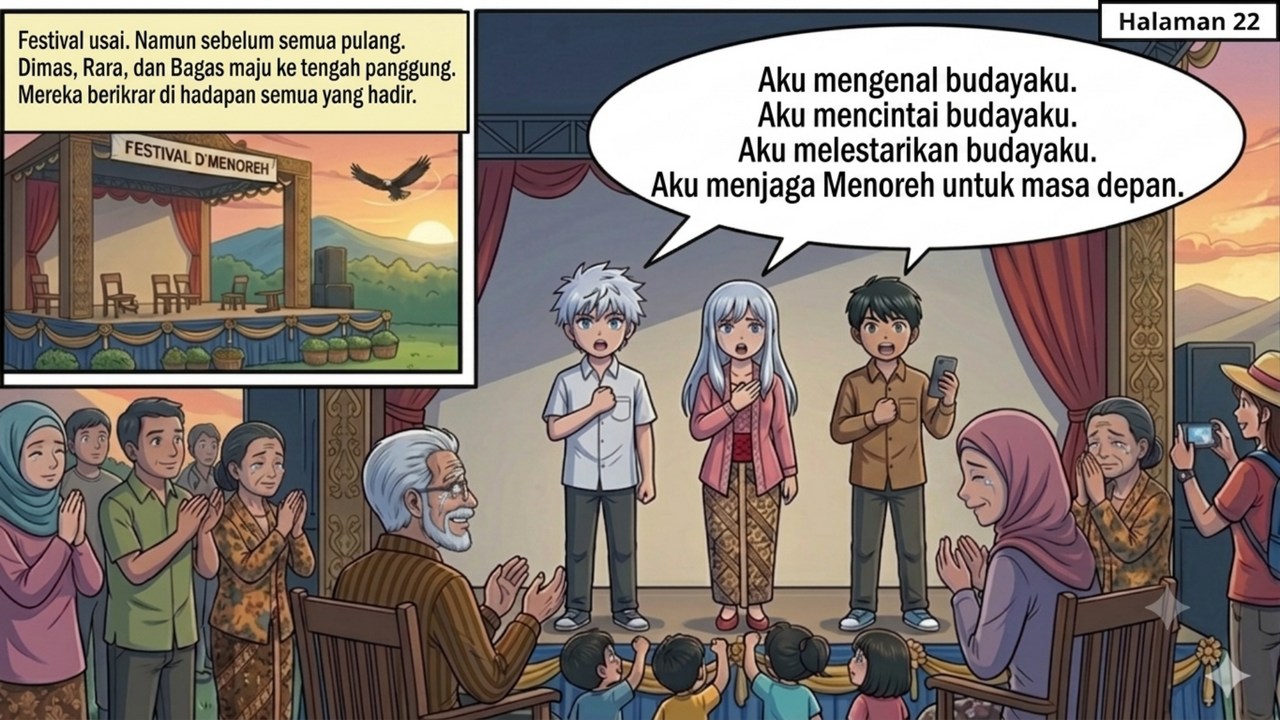 Halaman 22
Festival usai. Namun sebelum semua pulang.
Dimas, Rara, dan Bagas maju ke tengah panggung.
Mereka berikrar di hadapan semua yang hadir.
FESTIVAL D'MENOREH
Aku mengenal budayaku.
Aku mencintai budayaku.
Aku melestarikan budayaku.
Aku menjaga Menoreh untuk masa depan.